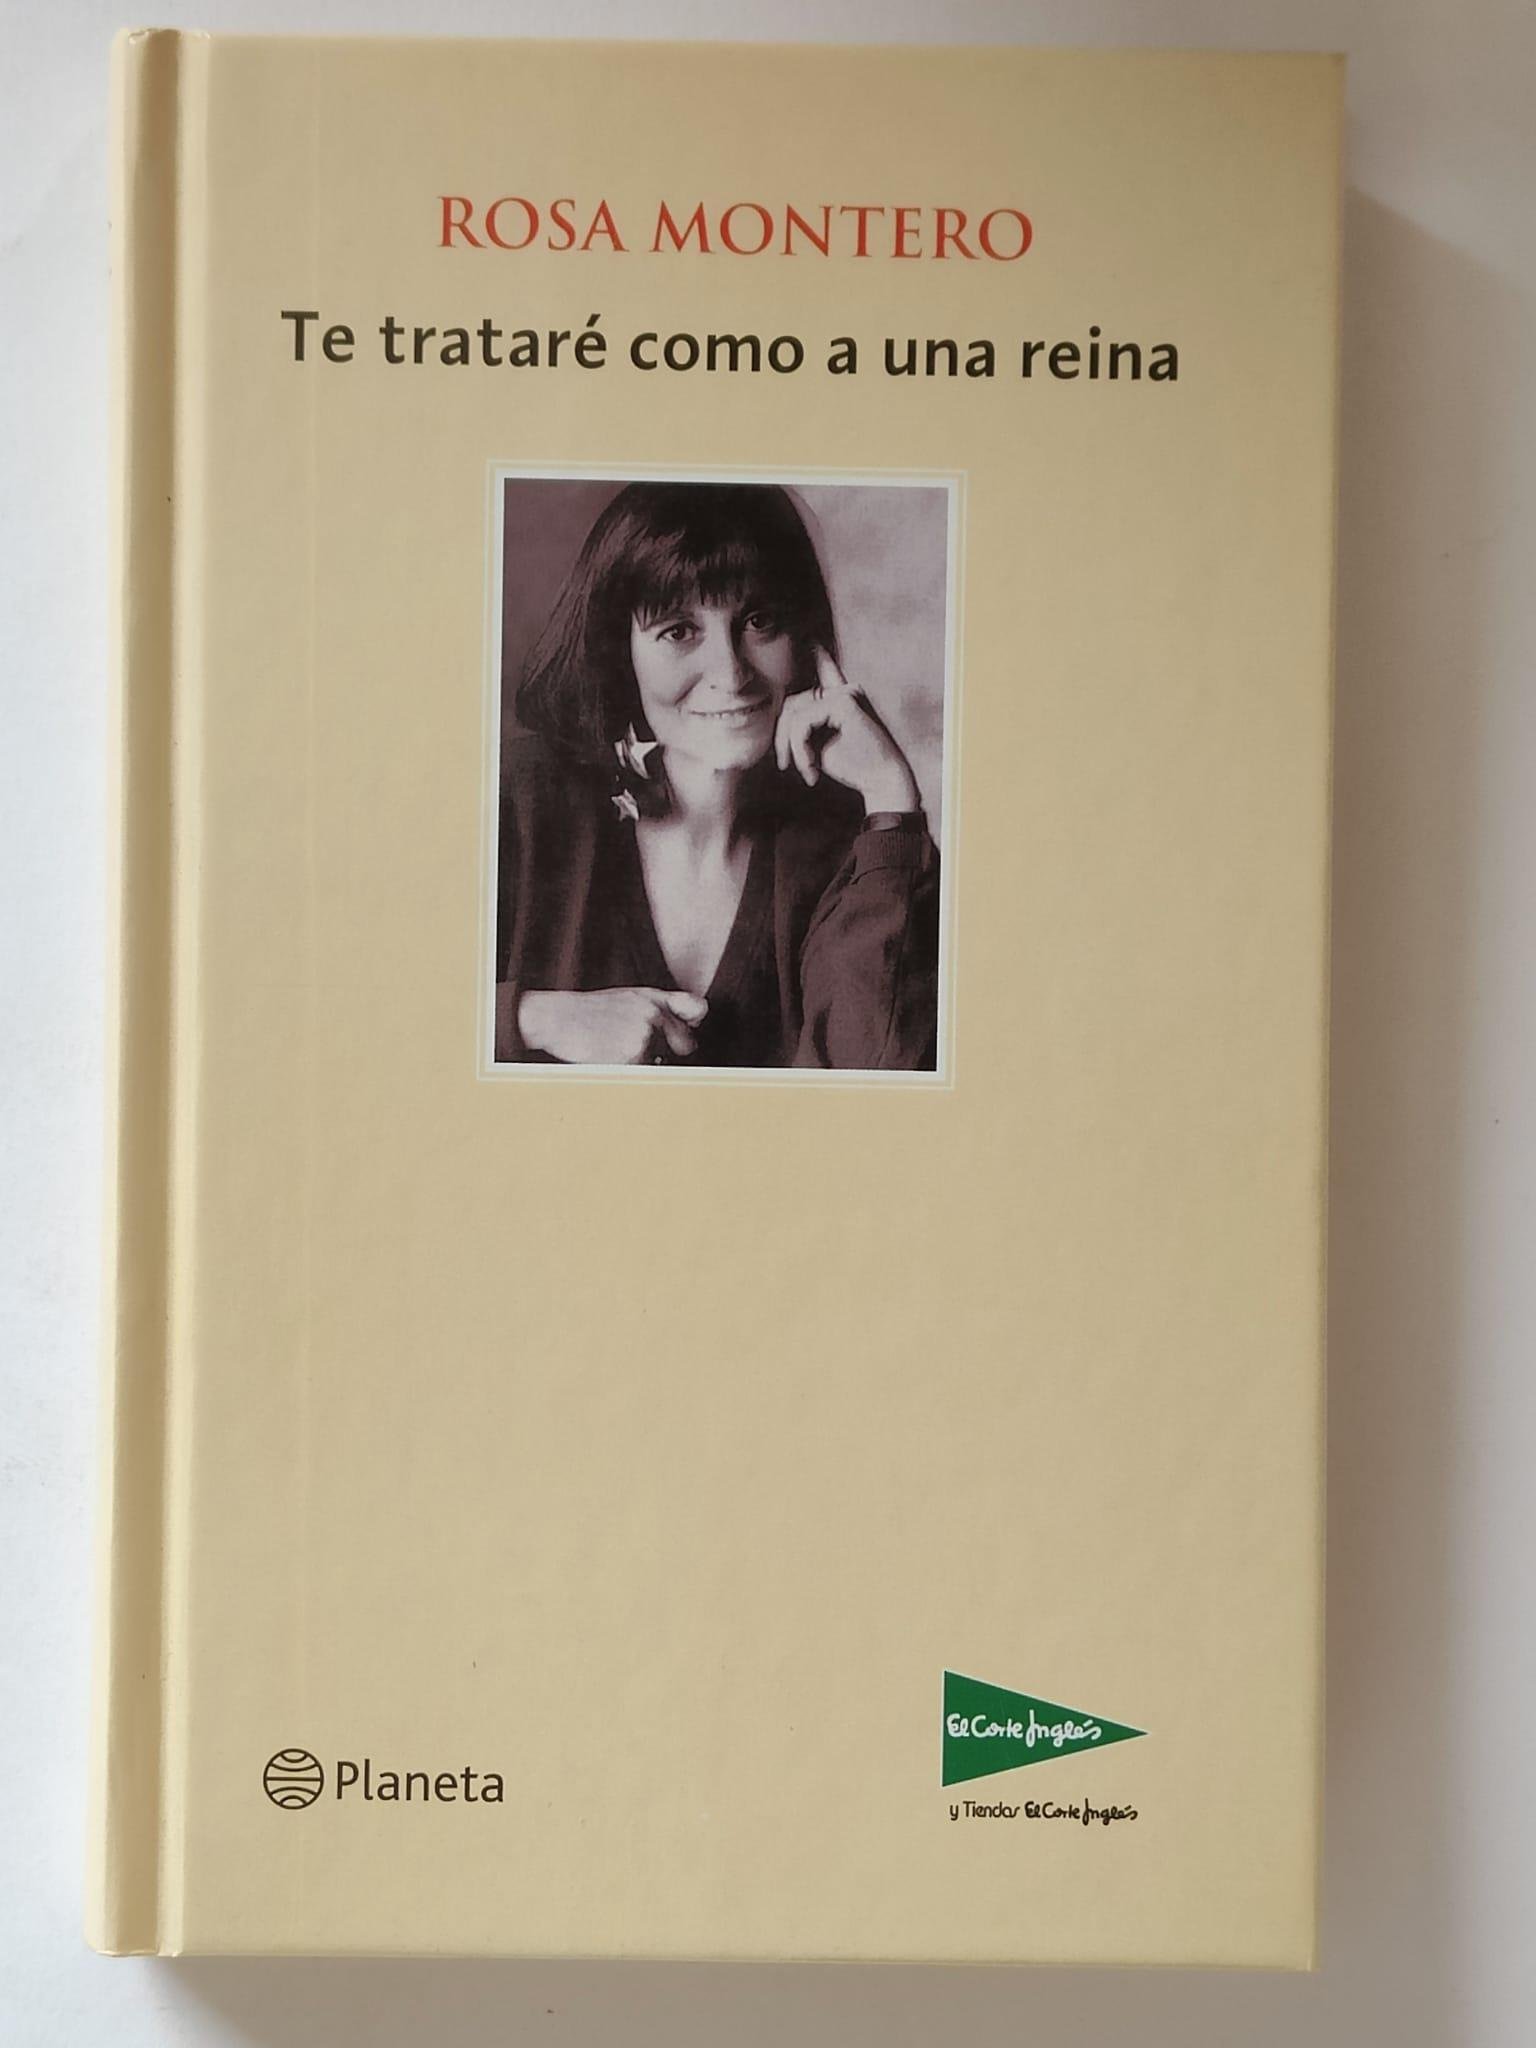 ROSA MONTERO
Te trataré como a una reina
Planeta
El Corte Inglés
y Tiendas El Corte Inglés